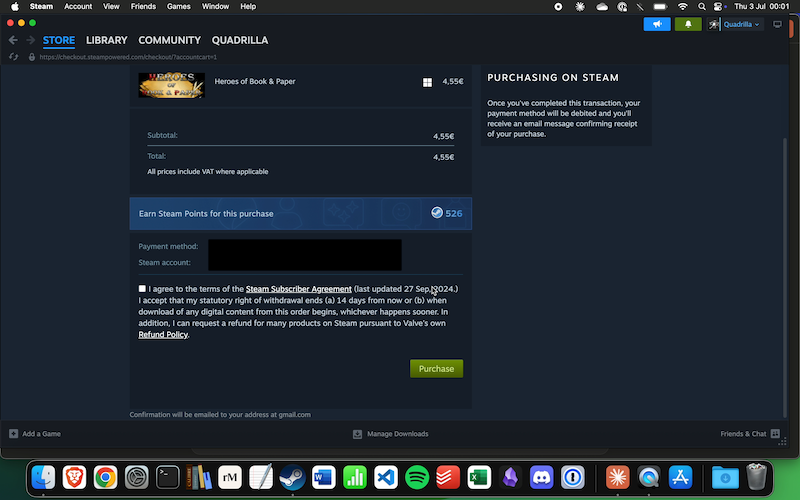 Steam Account View Friends Games Window Help Thu 3 Jul 00:01
Quadrilla
STORE LIBRARY COMMUNITY QUADRILLA
https://checkout.steampowered.com/checkout/?accountcart=1
Heroes of Book & Paper 4,55€
Subtotal: 4,55€
Total: 4,55€
All prices include VAT where applicable
Earn Steam Points for this purchase 526
Payment method:
Steam account:
I agree to the terms of the Steam Subscriber Agreement (last updated 27 Sep, 2024.)
I accept that my statutory right of withdrawal ends (a) 14 days from now or (b) when
download of any digital content from this order begins, whichever happens sooner. In
addition, I can request a refund for many products on Steam pursuant to Valve's own
Refund Policy.
Purchase
Confirmation will be emailed to your address at gmail.com
PURCHASING ON STEAM
Once you've completed this transaction, your
payment method will be debited and you'll
receive an email message confirming receipt
of your purchase.
Add a Game Manage Downloads Friends & Chat
rM